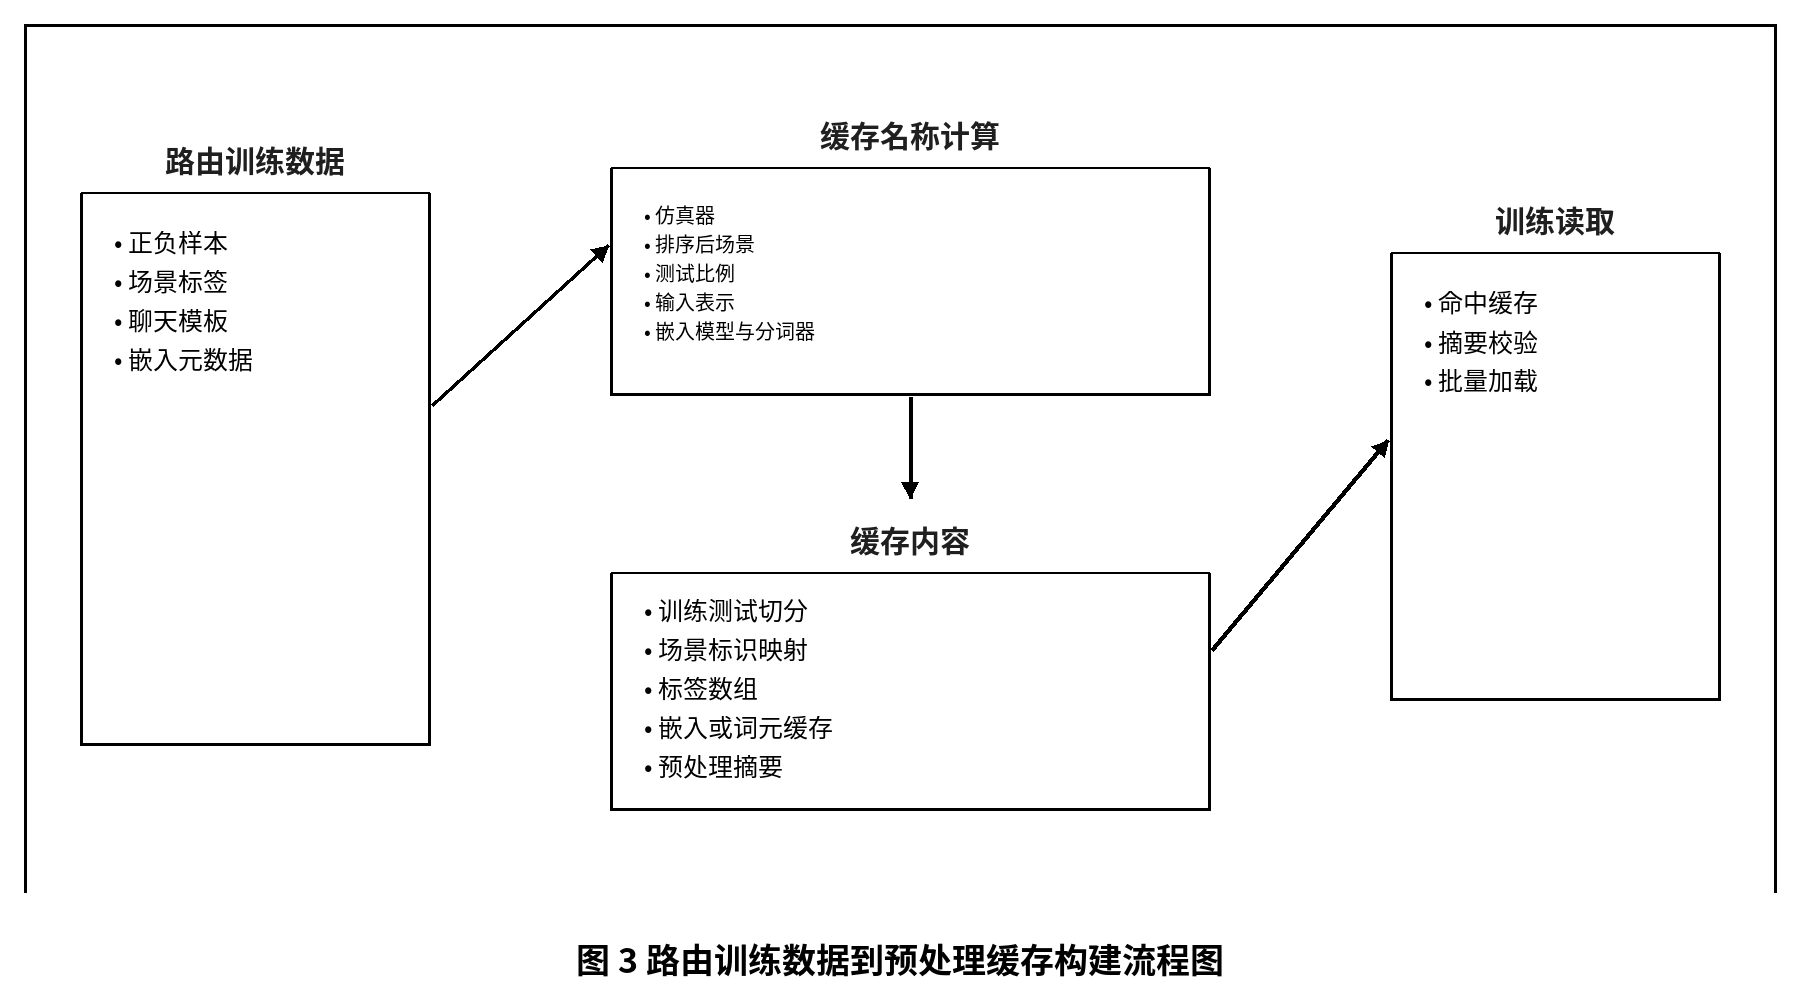 路由训练数据
• 正负样本
• 场景标签
• 聊天模板
• 嵌入元数据
缓存名称计算
• 仿真器
• 排序后场景
• 测试比例
• 输入表示
• 嵌入模型与分词器
缓存内容
• 训练测试切分
• 场景标识映射
• 标签数组
• 嵌入或词元缓存
• 预处理摘要
训练读取
• 命中缓存
• 摘要校验
• 批量加载
图 3 路由训练数据到预处理缓存构建流程图